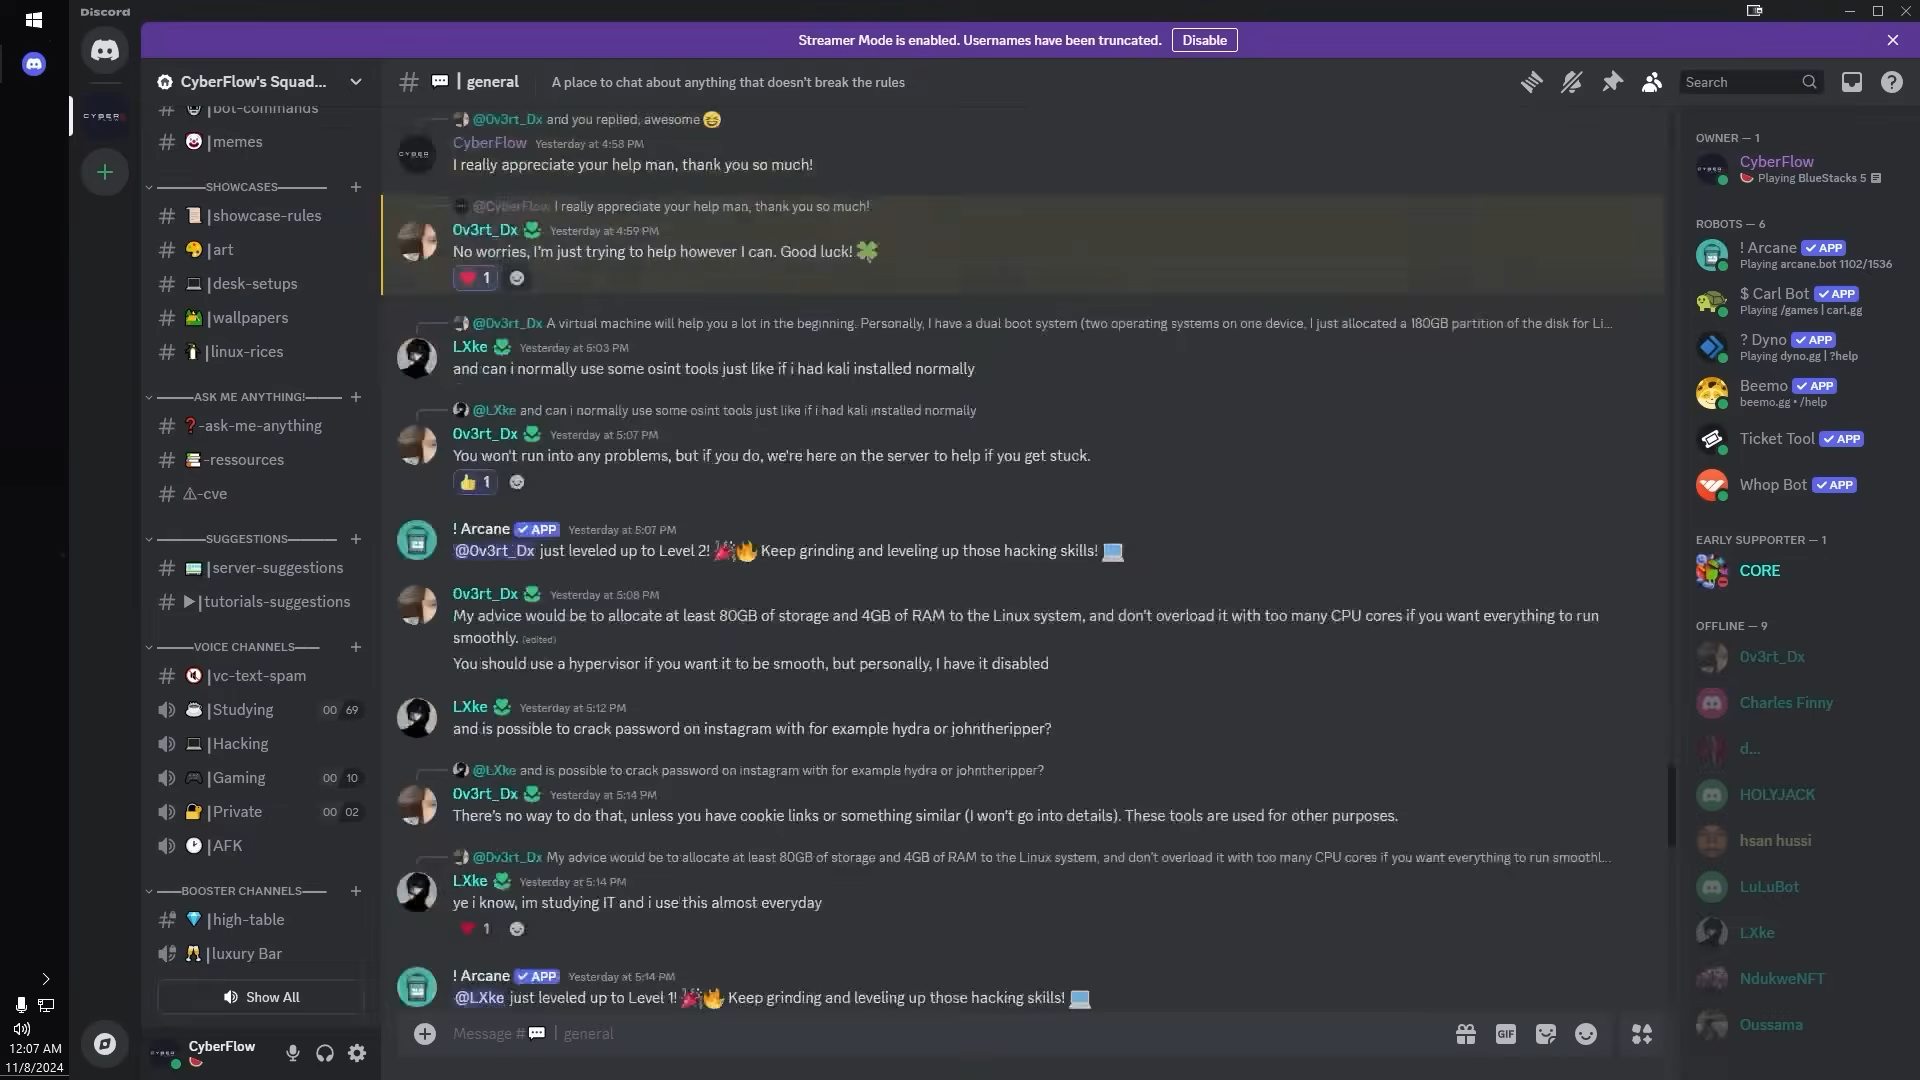 Discord
Streamer Mode is enabled. Usernames have been truncated.
Disable
CyberFlow's Squad...
bot-commands
|memes
SHOWCASES
|showcase-rules
|art
|desk-setups
|wallpapers
|linux-rices
ASK ME ANYTHING!
-ask-me-anything
-ressources
-cve
SUGGESTIONS
|server-suggestions
|tutorials-suggestions
VOICE CHANNELS
|vc-text-spam
|Studying 00 69
|Hacking
|Gaming 00 10
|Private 00 02
|AFK
BOOSTER CHANNELS
|high-table
|luxury Bar
Show All
CyberFlow
12:07 AM
11/8/2024
# | general
A place to chat about anything that doesn't break the rules
Search
@0v3rt_Dx and you replied, awesome
CyberFlow Yesterday at 4:58 PM
I really appreciate your help man, thank you so much!
@CyberFlow I really appreciate your help man, thank you so much!
0v3rt_Dx Yesterday at 4:59 PM
No worries, I'm just trying to help however I can. Good luck!
1
@0v3rt_Dx A virtual machine will help you a lot in the beginning. Personally, I have a dual boot system (two operating systems on one device, I just allocated a 180GB partition of the disk for Li...
LXke Yesterday at 5:03 PM
and can i normally use some osint tools just like if i had kali installed normally
@LXke and can i normally use some osint tools just like if i had kali installed normally
0v3rt_Dx Yesterday at 5:07 PM
You won't run into any problems, but if you do, we're here on the server to help if you get stuck.
1
! Arcane APP Yesterday at 5:07 PM
@0v3rt_Dx just leveled up to Level 2! Keep grinding and leveling up those hacking skills!
0v3rt_Dx Yesterday at 5:08 PM
My advice would be to allocate at least 80GB of storage and 4GB of RAM to the Linux system, and don't overload it with too many CPU cores if you want everything to run
smoothly. (edited)
You should use a hypervisor if you want it to be smooth, but personally, I have it disabled
LXke Yesterday at 5:12 PM
and is possible to crack password on instagram with for example hydra or johntheripper?
@LXke and is possible to crack password on instagram with for example hydra or johntheripper?
0v3rt_Dx Yesterday at 5:14 PM
There's no way to do that, unless you have cookie links or something similar (I won't go into details). These tools are used for other purposes.
@0v3rt_Dx My advice would be to allocate at least 80GB of storage and 4GB of RAM to the Linux system, and don't overload it with too many CPU cores if you want everything to run smoothl...
LXke Yesterday at 5:14 PM
ye i know, im studying IT and i use this almost everyday
1
! Arcane APP Yesterday at 5:14 PM
@LXke just leveled up to Level 1! Keep grinding and leveling up those hacking skills!
Message # | general
GIF
OWNER — 1
CyberFlow
Playing BlueStacks 5
ROBOTS — 6
! Arcane APP
Playing arcane.bot 1102/1536
$ Carl Bot APP
Playing /games | carl.gg
? Dyno APP
Playing dyno.gg | ?help
Beemo APP
beemo.gg • /help
Ticket Tool APP
Whop Bot APP
EARLY SUPPORTER — 1
CORE
OFFLINE — 9
0v3rt_Dx
Charles Finny
d...
HOLYJACK
hsan hussi
LuLuBot
LXke
NdukweNFT
Oussama